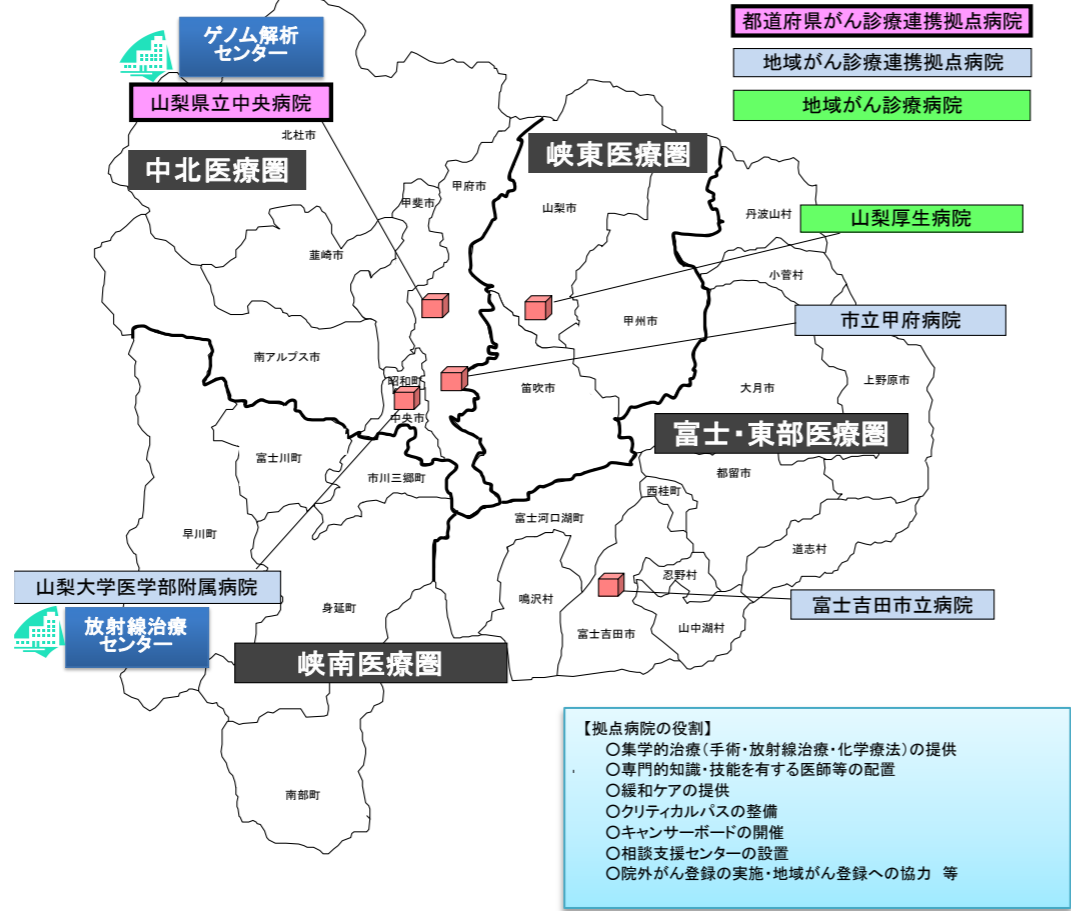 ゲノム解析
センター
都道府県がん診療連携拠点病院
地域がん診療連携拠点病院
地域がん診療病院
山梨県立中央病院
北杜市
中北医療圏
峡東医療圏
甲府市
甲斐市
山梨市
丹波山村
山梨厚生病院
韮崎市
小菅村
甲州市
市立甲府病院
南アルプス市
昭和町
笛吹市
大月市
上野原市
中央市
富士・東部医療圏
富士川町
市川三郷町
都留市
西桂町
富士河口湖町
早川町
道志村
山梨大学医学部附属病院
忍野村
鳴沢村
身延町
富士吉田市立病院
放射線治療
センター
富士吉田市
山中湖村
峡南医療圏
南部町
【拠点病院の役割】
○集学的治療(手術・放射線治療・化学療法)の提供
○専門的知識・技能を有する医師等の配置
○緩和ケアの提供
○クリティカルパスの整備
○キャンサーボードの開催
○相談支援センターの設置
○院外がん登録の実施・地域がん登録への協力 等